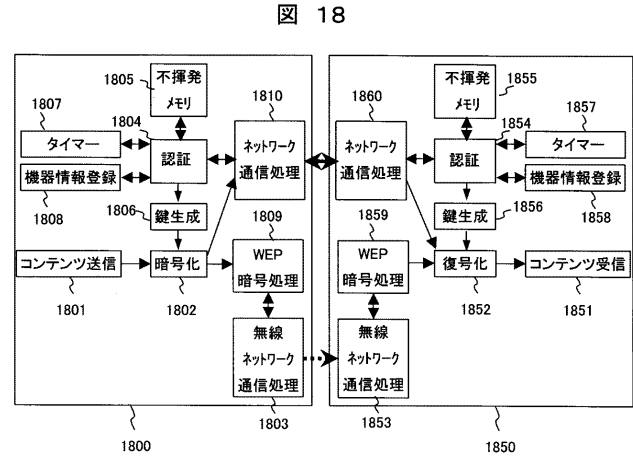 図 18
1805
不揮発
メモリ
1807
1804
1810
タイマー
認証
ネットワーク
通信処理
機器情報登録
1808
1806
鍵生成
1809
コンテンツ送信
暗号化
WEP
暗号処理
1801
1802
無線
ネットワーク
通信処理
1803
1800
1860
不揮発
メモリ
1855
1854
1857
ネットワーク
通信処理
認証
タイマー
機器情報登録
1859
鍵生成
1856
1858
WEP
暗号処理
復号化
コンテンツ受信
1852
1851
無線
ネットワーク
通信処理
1853
1850